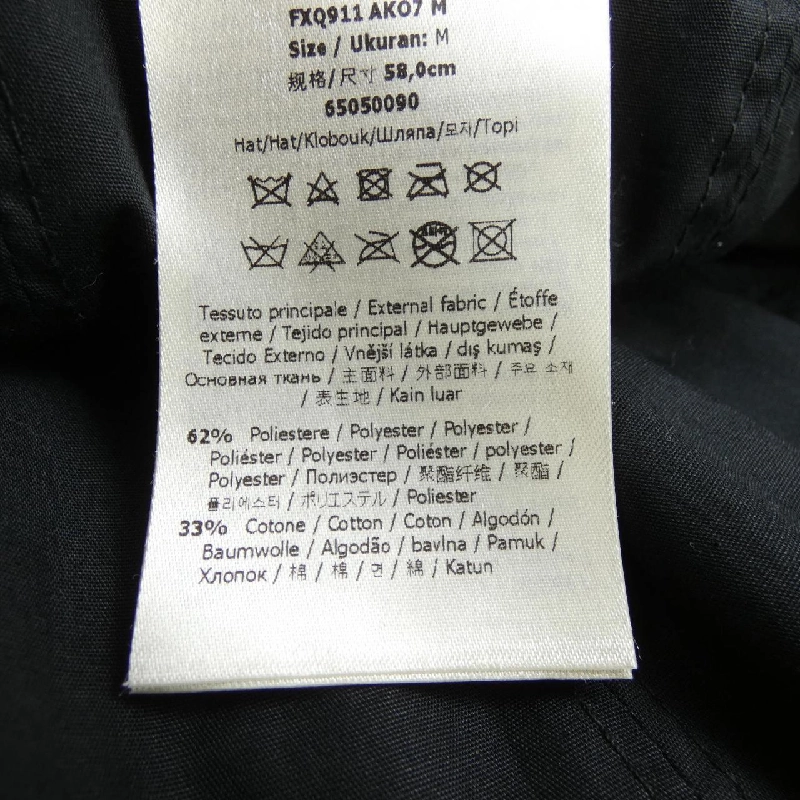 FXQ911 AKO7 M
Size / Ukuran: M
规格/尺寸 58,0cm
65050090
Hat/Hat/Klobouk/Шляпа/모자/Topi
Tessuto principale / External fabric / Étoffe
externe / Tejido principal / Hauptgewebe /
Tecido Externo / Vnější látka / dış kumaş /
Основная ткань / 主面料 / 外部面料 / 주요 소재
/ 表生地 / Kain luar
62% Poliestere / Polyester / Polyester /
Poliéster / Polyester / Poliéster / polyester /
Polyester / Полиэстер / 聚酯纤维 / 聚酯 /
폴리에스터 / ポリエステル / Poliester
33% Cotone / Cotton / Coton / Algodón /
Baumwolle / Algodão / bavlna / Pamuk /
Хлопок / 棉 / 棉 / 면 / 綿 / Katun